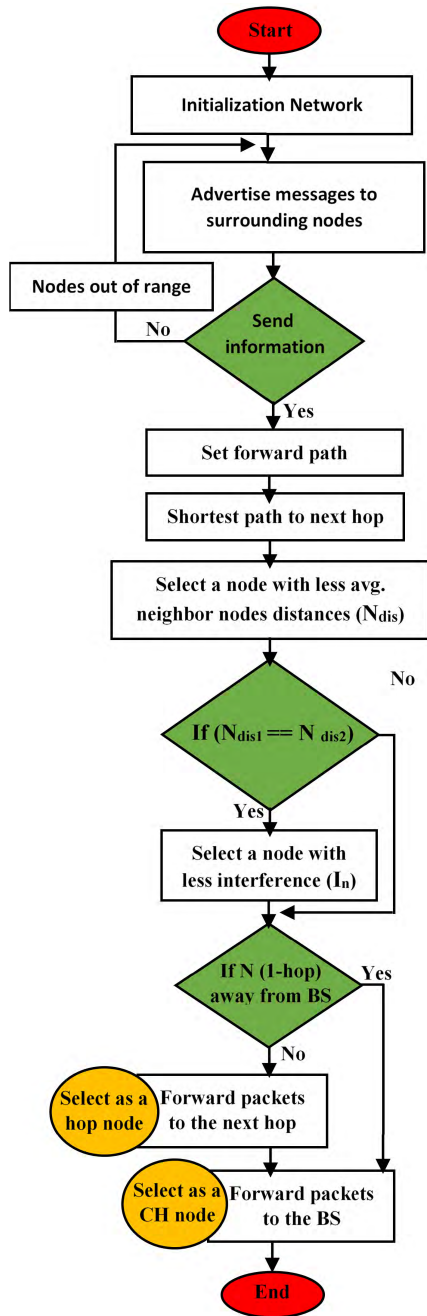 Start
Initialization Network
Advertise messages to
surrounding nodes
Nodes out of range
No
Send
information
Yes
Set forward path
Shortest path to next hop
Select a node with less avg.
neighbor nodes distances (Ndis)
No
If (Ndis1 == N dis2)
Yes
Select a node with
less interference (In)
If N (1-hop)
away from BS
Yes
No
Select as a
hop node
Forward packets
to the next hop
Select as a
CH node
Forward packets
to the BS
End